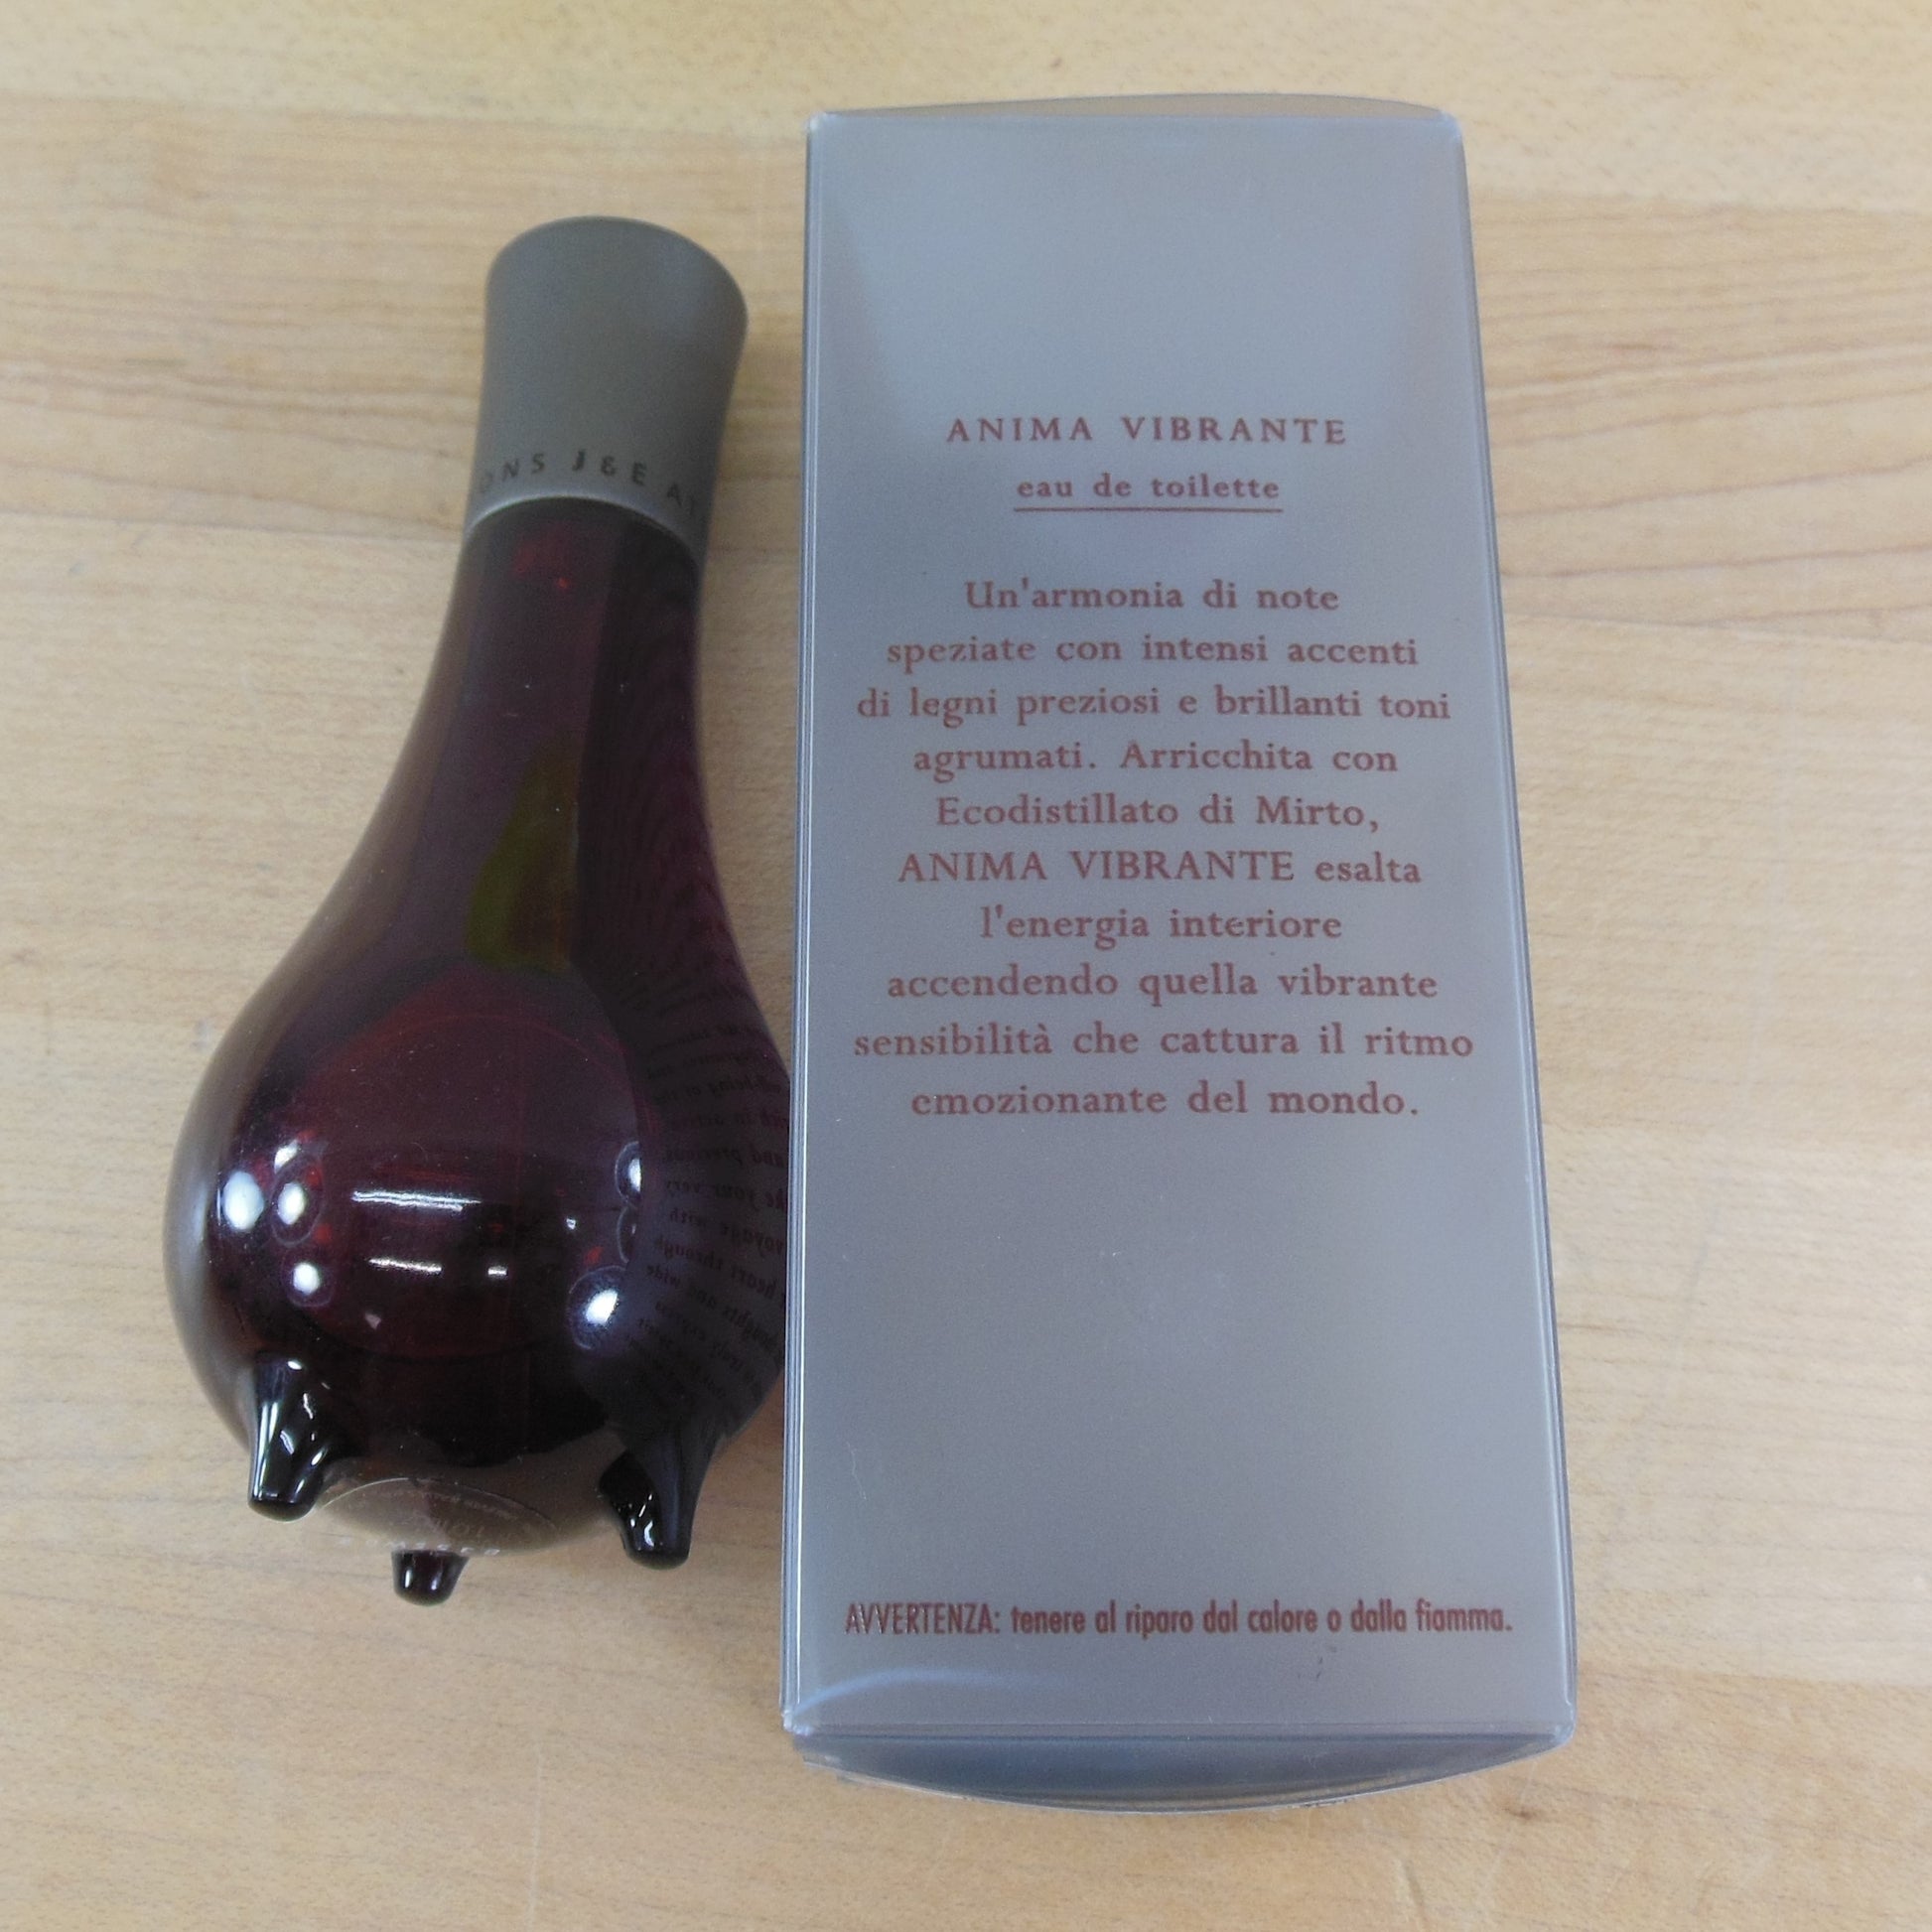 ONS J&E A
ANIMA VIBRANTE
eau de toilette
Un'armonia di note
speziate con intensi accenti
di legni preziosi e brillanti toni
agrumati. Arricchita con
Ecodistillato di Mirto,
ANIMA VIBRANTE esalta
l'energia interiore
accendendo quella vibrante
sensibilità che cattura il ritmo
emozionante del mondo.
AVVERTENZA: tenere al riparo dal calore o dalla fiamma.